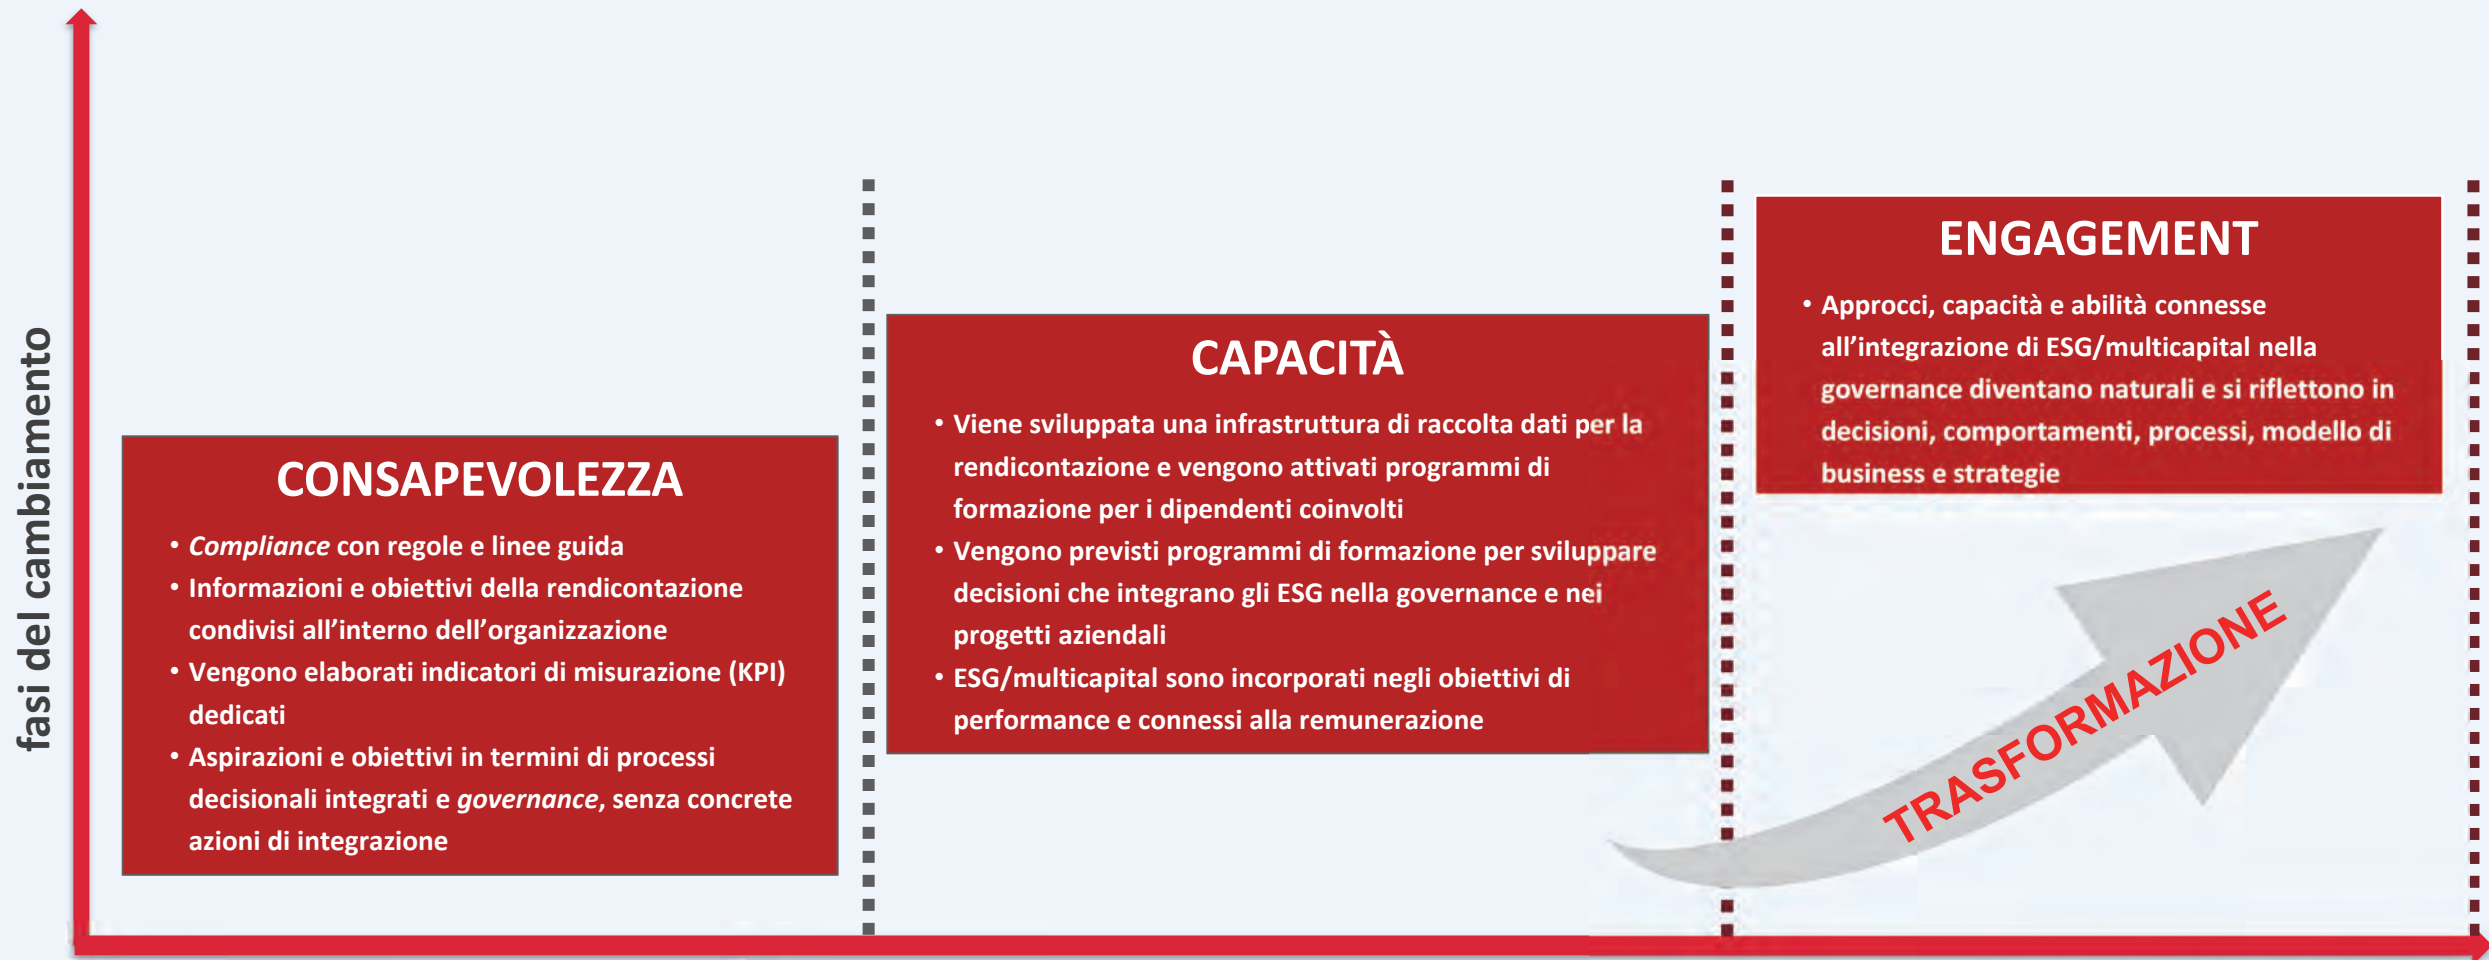 fasi del cambiamento
CONSAPEVOLEZZA
• Compliance con regole e linee guida
• Informazioni e obiettivi della rendicontazione
condivisi all’interno dell’organizzazione
• Vengono elaborati indicatori di misurazione (KPI)
dedicati
• Aspirazioni e obiettivi in termini di processi
decisionali integrati e governance, senza concrete
azioni di integrazione
CAPACITÀ
• Viene sviluppata una infrastruttura di raccolta dati per la
rendicontazione e vengono attivati programmi di
formazione per i dipendenti coinvolti
• Vengono previsti programmi di formazione per sviluppare
decisioni che integrano gli ESG nella governance e nei
progetti aziendali
• ESG/multicapital sono incorporati negli obiettivi di
performance e connessi alla remunerazione
ENGAGEMENT
• Approcci, capacità e abilità connesse
all’integrazione di ESG/multicapital nella
governance diventano naturali e si riflettono in
decisioni, comportamenti, processi, modello di
business e strategie
TRASFORMAZIONE